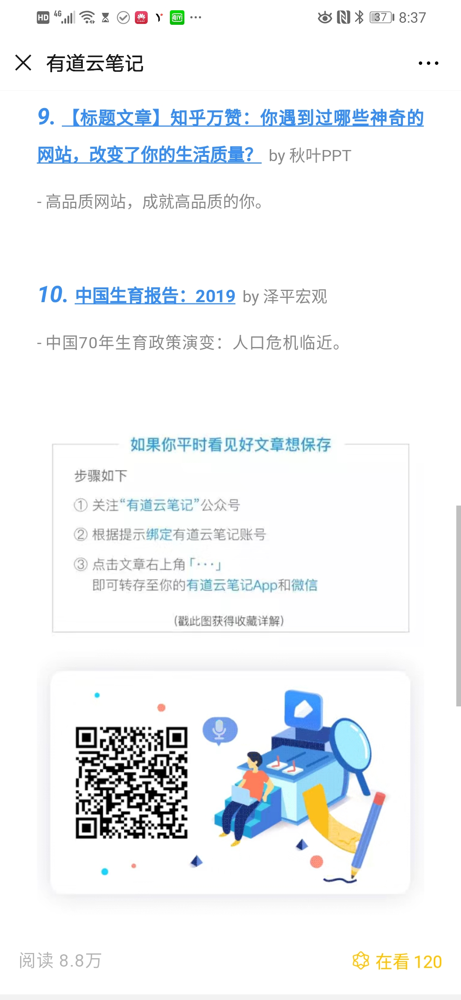 HD 4G iQIYI 37 8:37
有道云笔记
9. 【标题文章】知乎万赞：你遇到过哪些神奇的
网站，改变了你的生活质量？ by 秋叶PPT
- 高品质网站，成就高品质的你。
10. 中国生育报告：2019 by 泽平宏观
- 中国70年生育政策演变：人口危机临近。
如果你平时看见好文章想保存
步骤如下
① 关注“有道云笔记”公众号
② 根据提示绑定有道云笔记账号
③ 点击文章右上角「···」
即可转存至你的有道云笔记App和微信
（戳此图获得收藏详解）
阅读 8.8万
在看 120